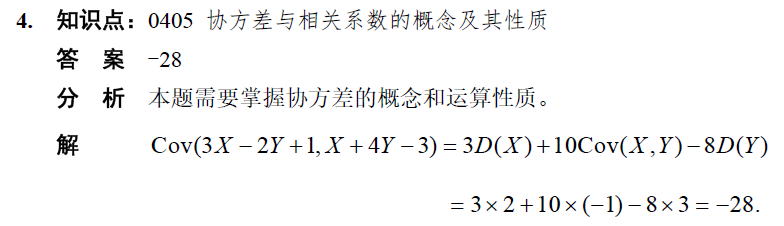 4. 知识点：0405 协方差与相关系数的概念及其性质
答 案 -28
分 析 本题需要掌握协方差的概念和运算性质。
解 Cov(3X－2Y＋1, X＋4Y－3)＝3D(X)＋10Cov(X,Y)－8D(Y)
＝3×2＋10×(－1)－8×3＝－28.